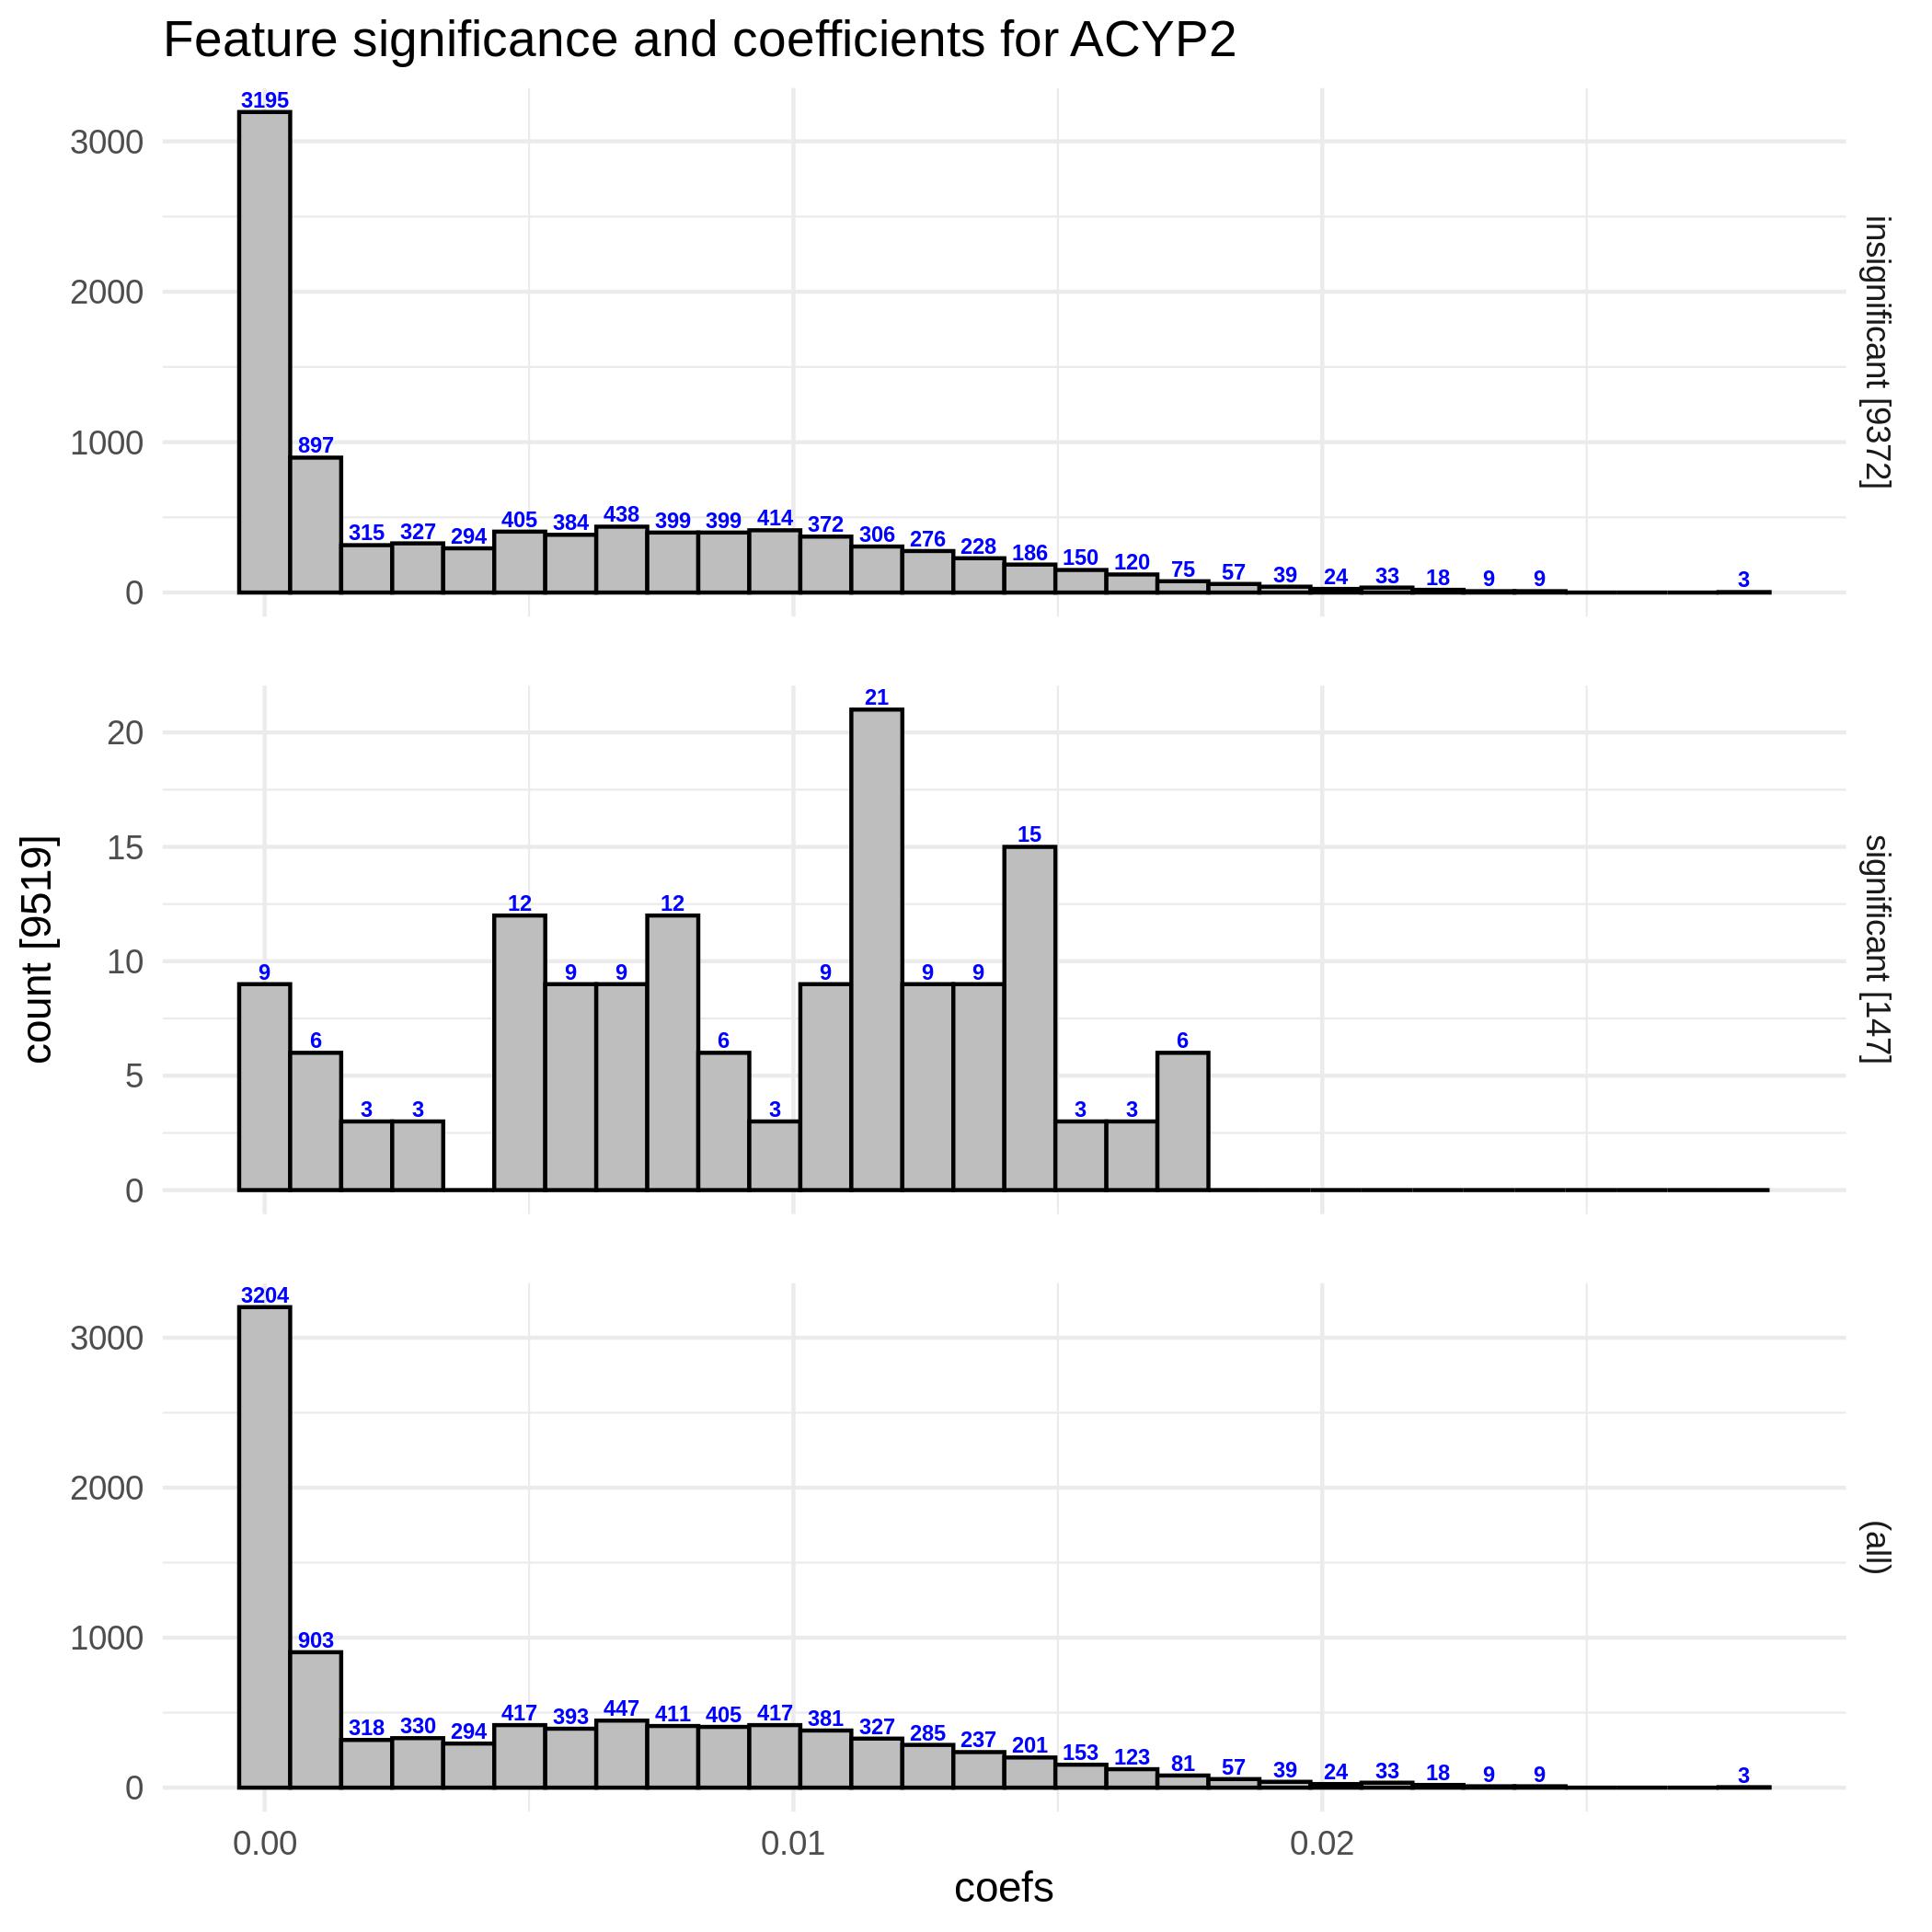 Feature significance and coefficients for ACYP2
count [9519]
insignificant [9372]
3000
2000
1000
0
3195
897
315 327 294 405 384 438 399 399 414 372 306 276 228 186 150 120 75 57 39 24 33 18 9 9 3
significant [147]
20
15
10
5
0
9 6 3 3 12 9 9 12 6 3 9 21 9 9 15 3 3 6
(all)
3000
2000
1000
0
3204
903
318 330 294 417 393 447 411 405 417 381 327 285 237 201 153 123 81 57 39 24 33 18 9 9 3
0.00 0.01 0.02
coefs